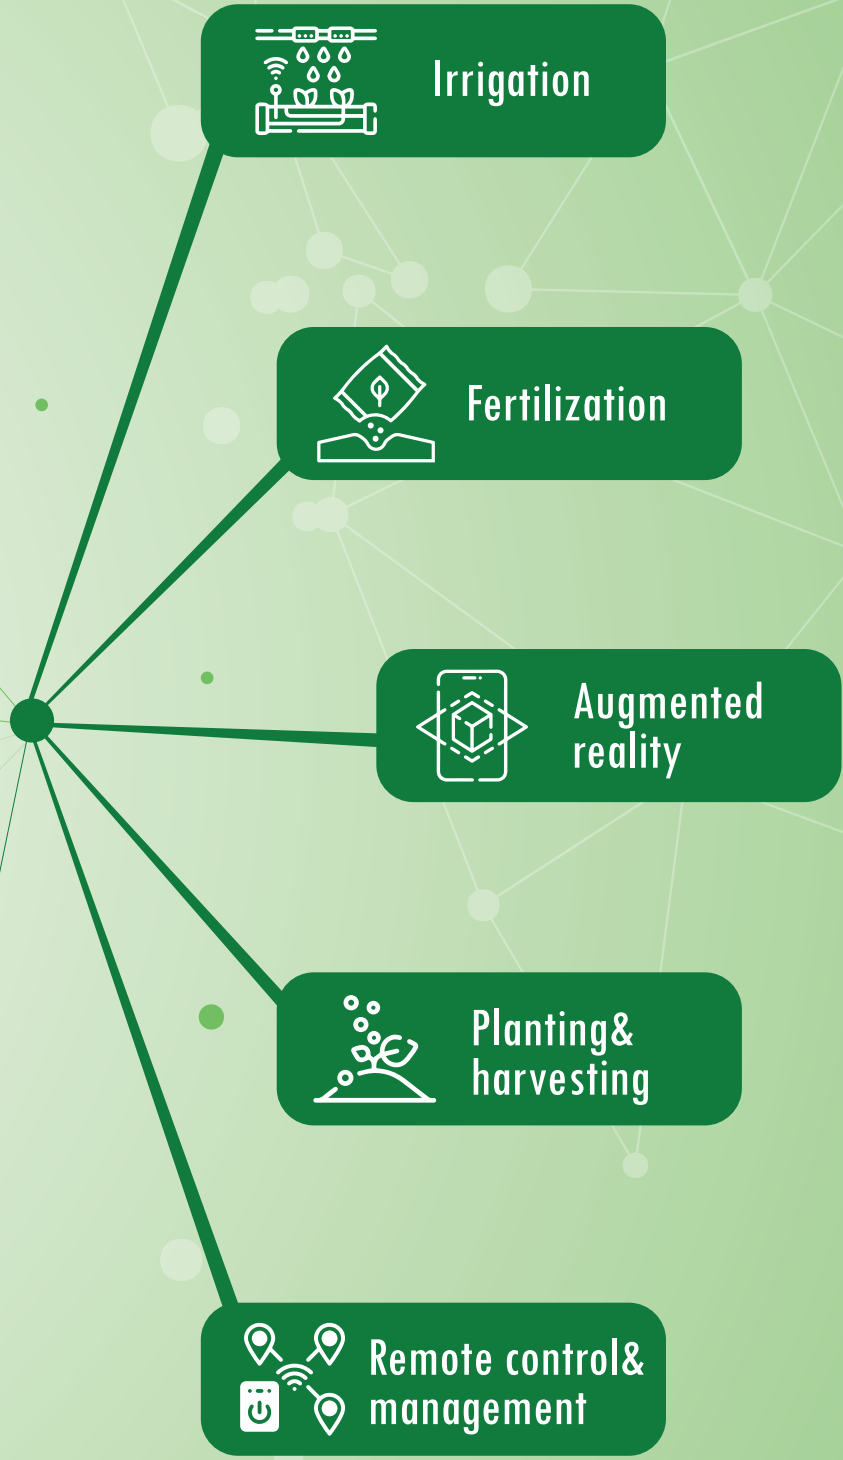 Irrigation
Fertilization
Augmented
reality
Planting&
harvesting
Remote control&
management